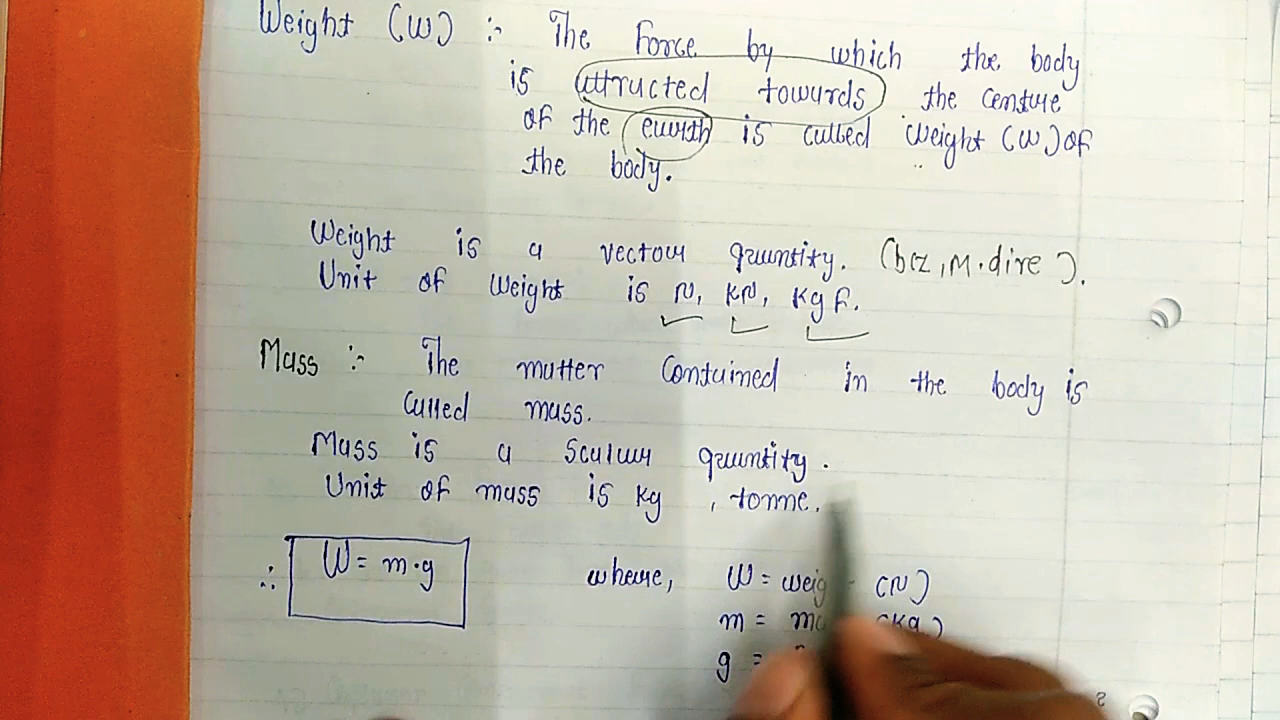 Weight (W) :- The Force by which the body
is attracted towards the centre
of the earth is called weight (W) of
the body.
Weight is a vector quantity. (bcz, M. dire).
Unit of weight is N, KN, Kg F.
Mass :- The matter contained in the body is
called mass.
Mass is a scalar quantity.
Unit of mass is kg, tonne.
∴ W = m·g where, W = (N)
m = (Kg)
g =